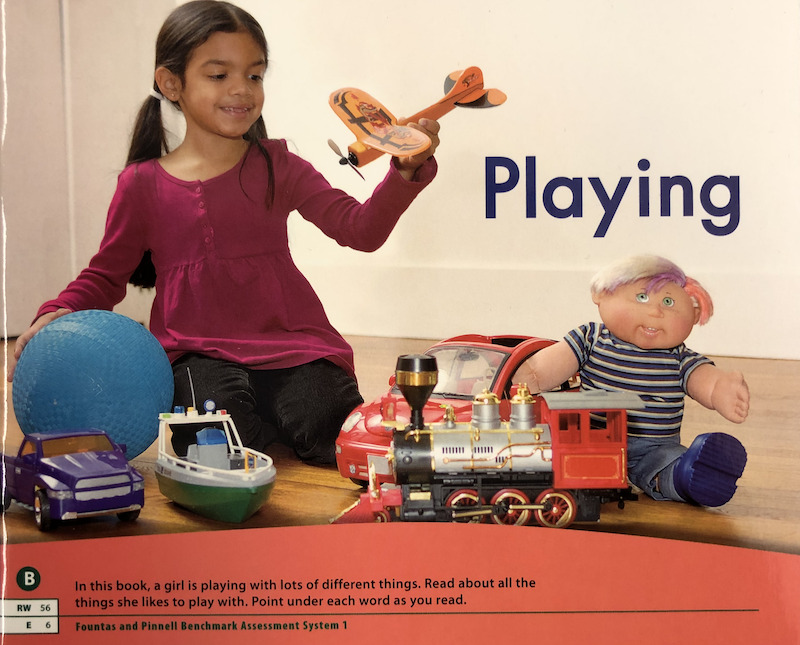 Playing
B
In this book, a girl is playing with lots of different things. Read about all the
things she likes to play with. Point under each word as you read.
RW 56
E 6
Fountas and Pinnell Benchmark Assessment System 1